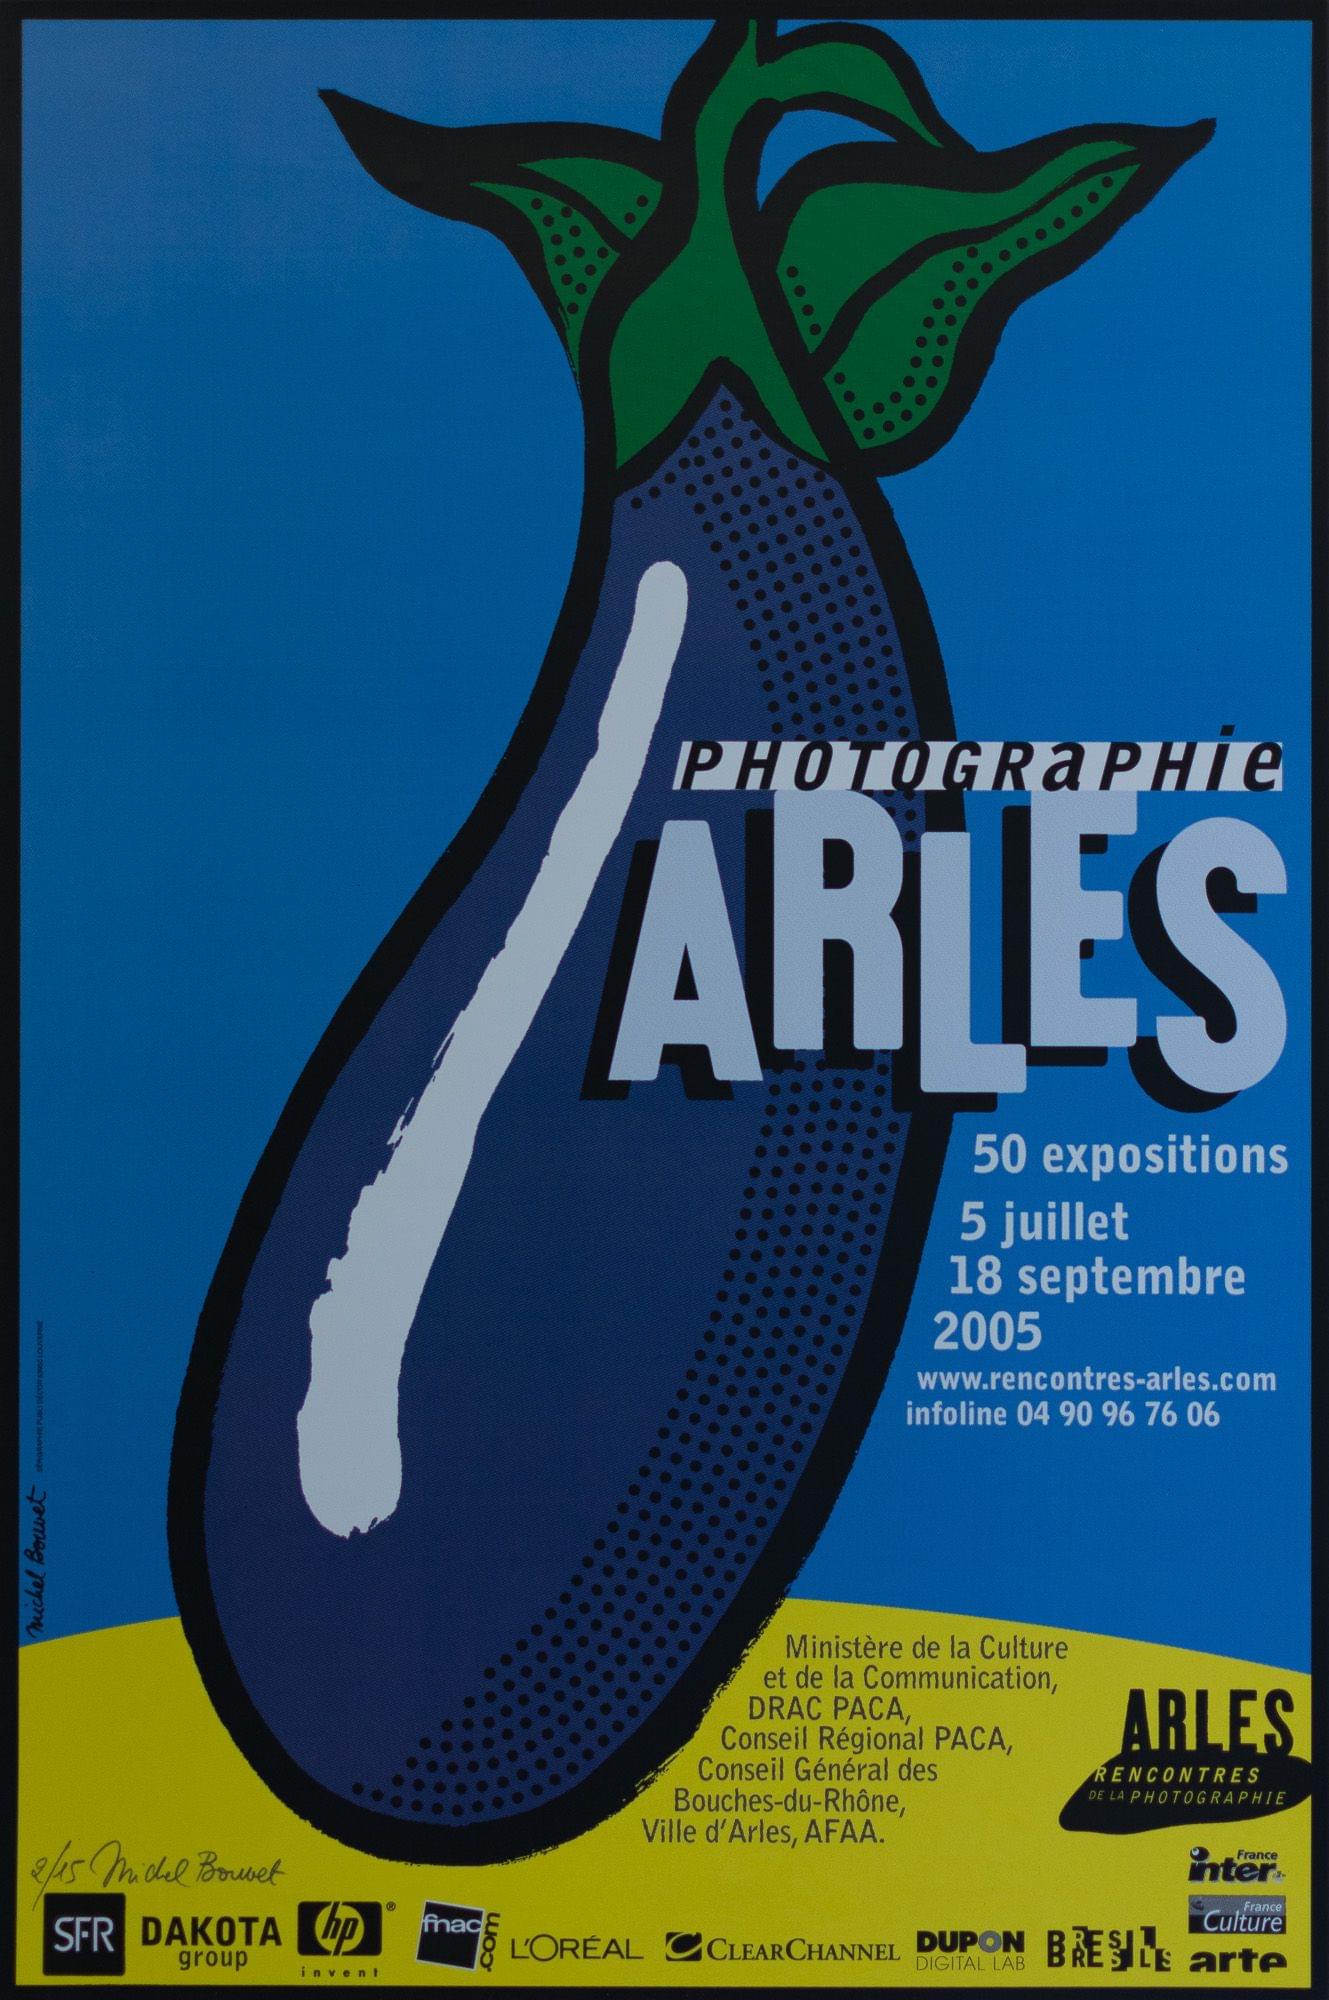 PHOTOGRAPHIE
ARLES
50 expositions
5 juillet
18 septembre
2005
www.rencontres-arles.com
infoline 04 90 96 76 06
Michel Bouvet
Ministère de la Culture
et de la Communication,
DRAC PACA,
Conseil Régional PACA,
Conseil Général des
Bouches-du-Rhône,
Ville d'Arles, AFAA.
ARLES
RENCONTRES
DE LA PHOTOGRAPHIE
2/15 Michel Bouvet
SFR
DAKOTA
group
hp®
invent
fnac
.com
L'ORÉAL
CLEARCHANNEL
DUPON
DIGITAL LAB
BRESIL
BRESILS
France
inter
France
Culture
arte